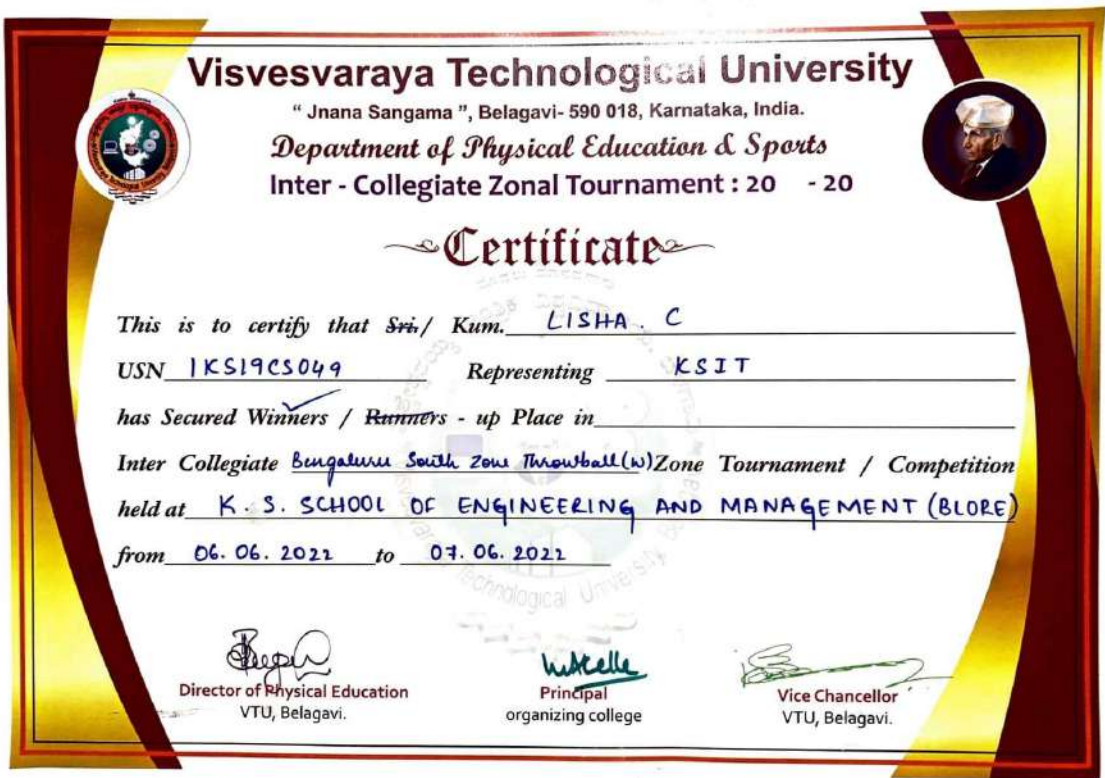 Visvesvaraya Technological University
“ Jnana Sangama ”, Belagavi- 590 018, Karnataka, India.
Department of Physical Education & Sports
Inter - Collegiate Zonal Tournament : 20 - 20
Certificate
This is to certify that Sri./ Kum. LISHA. C
USN 1KS19CS049 Representing KSIT
has Secured Winners / Runners - up Place in
Inter Collegiate Bengaluru South Zone Throwball(W) Zone Tournament / Competition
held at K. S. SCHOOL OF ENGINEERING AND MANAGEMENT (BLORE)
from 06.06.2022 to 07.06.2022
Director of Physical Education
VTU, Belagavi.
Principal
organizing college
Vice Chancellor
VTU, Belagavi.